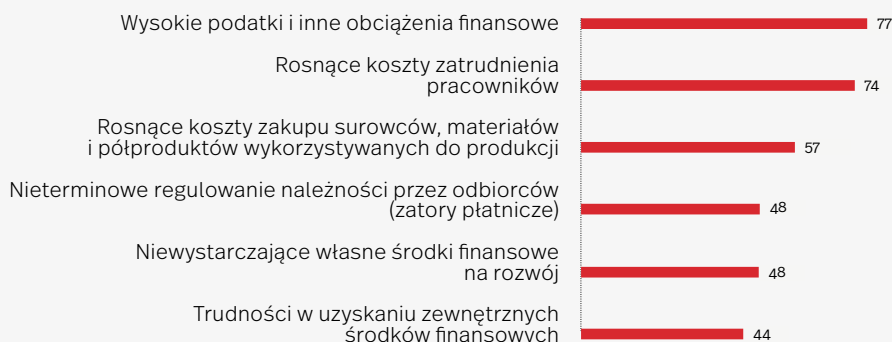 Wysokie podatki i inne obciążenia finansowe 77
Rosnące koszty zatrudnienia
pracowników 74
Rosnące koszty zakupu surowców, materiałów
i półproduktów wykorzystywanych do produkcji 57
Nieterminowe regulowanie należności przez odbiorców
(zatory płatnicze) 48
Niewystarczające własne środki finansowe
na rozwój 48
Trudności w uzyskaniu zewnętrznych
środków finansowych 44